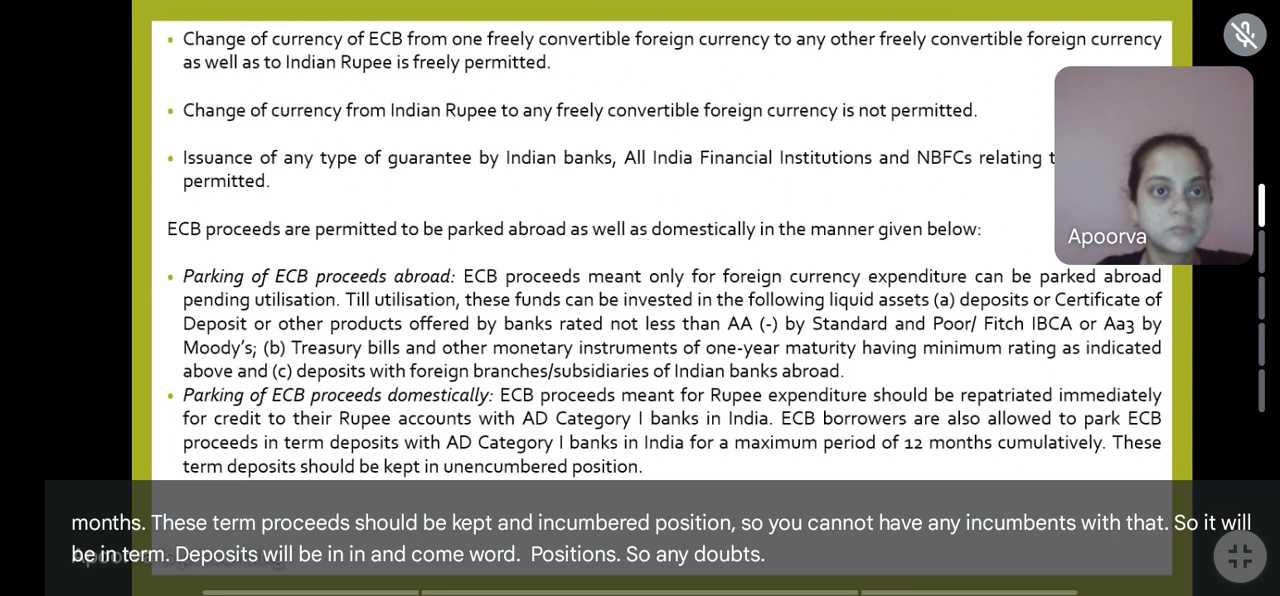 • Change of currency of ECB from one freely convertible foreign currency to any other freely convertible foreign currency
as well as to Indian Rupee is freely permitted.
• Change of currency from Indian Rupee to any freely convertible foreign currency is not permitted.
• Issuance of any type of guarantee by Indian banks, All India Financial Institutions and NBFCs relating
permitted.
Apoorva
ECB proceeds are permitted to be parked abroad as well as domestically in the manner given below:
• Parking of ECB proceeds abroad: ECB proceeds meant only for foreign currency expenditure can be parked abroad
pending utilisation. Till utilisation, these funds can be invested in the following liquid assets (a) deposits or Certificate of
Deposit or other products offered by banks rated not less than AA (-) by Standard and Poor/ Fitch IBCA or Aa3 by
Moody's; (b) Treasury bills and other monetary instruments of one-year maturity having minimum rating as indicated
above and (c) deposits with foreign branches/subsidiaries of Indian banks abroad.
• Parking of ECB proceeds domestically: ECB proceeds meant for Rupee expenditure should be repatriated immediately
for credit to their Rupee accounts with AD Category I banks in India. ECB borrowers are also allowed to park ECB
proceeds in term deposits with AD Category I banks in India for a maximum period of 12 months cumulatively. These
term deposits should be kept in unencumbered position.
months. These term proceeds should be kept and incumbered position, so you cannot have any incumbents with that. So it will
be in term. Deposits will be in in and come word. Positions. So any doubts.